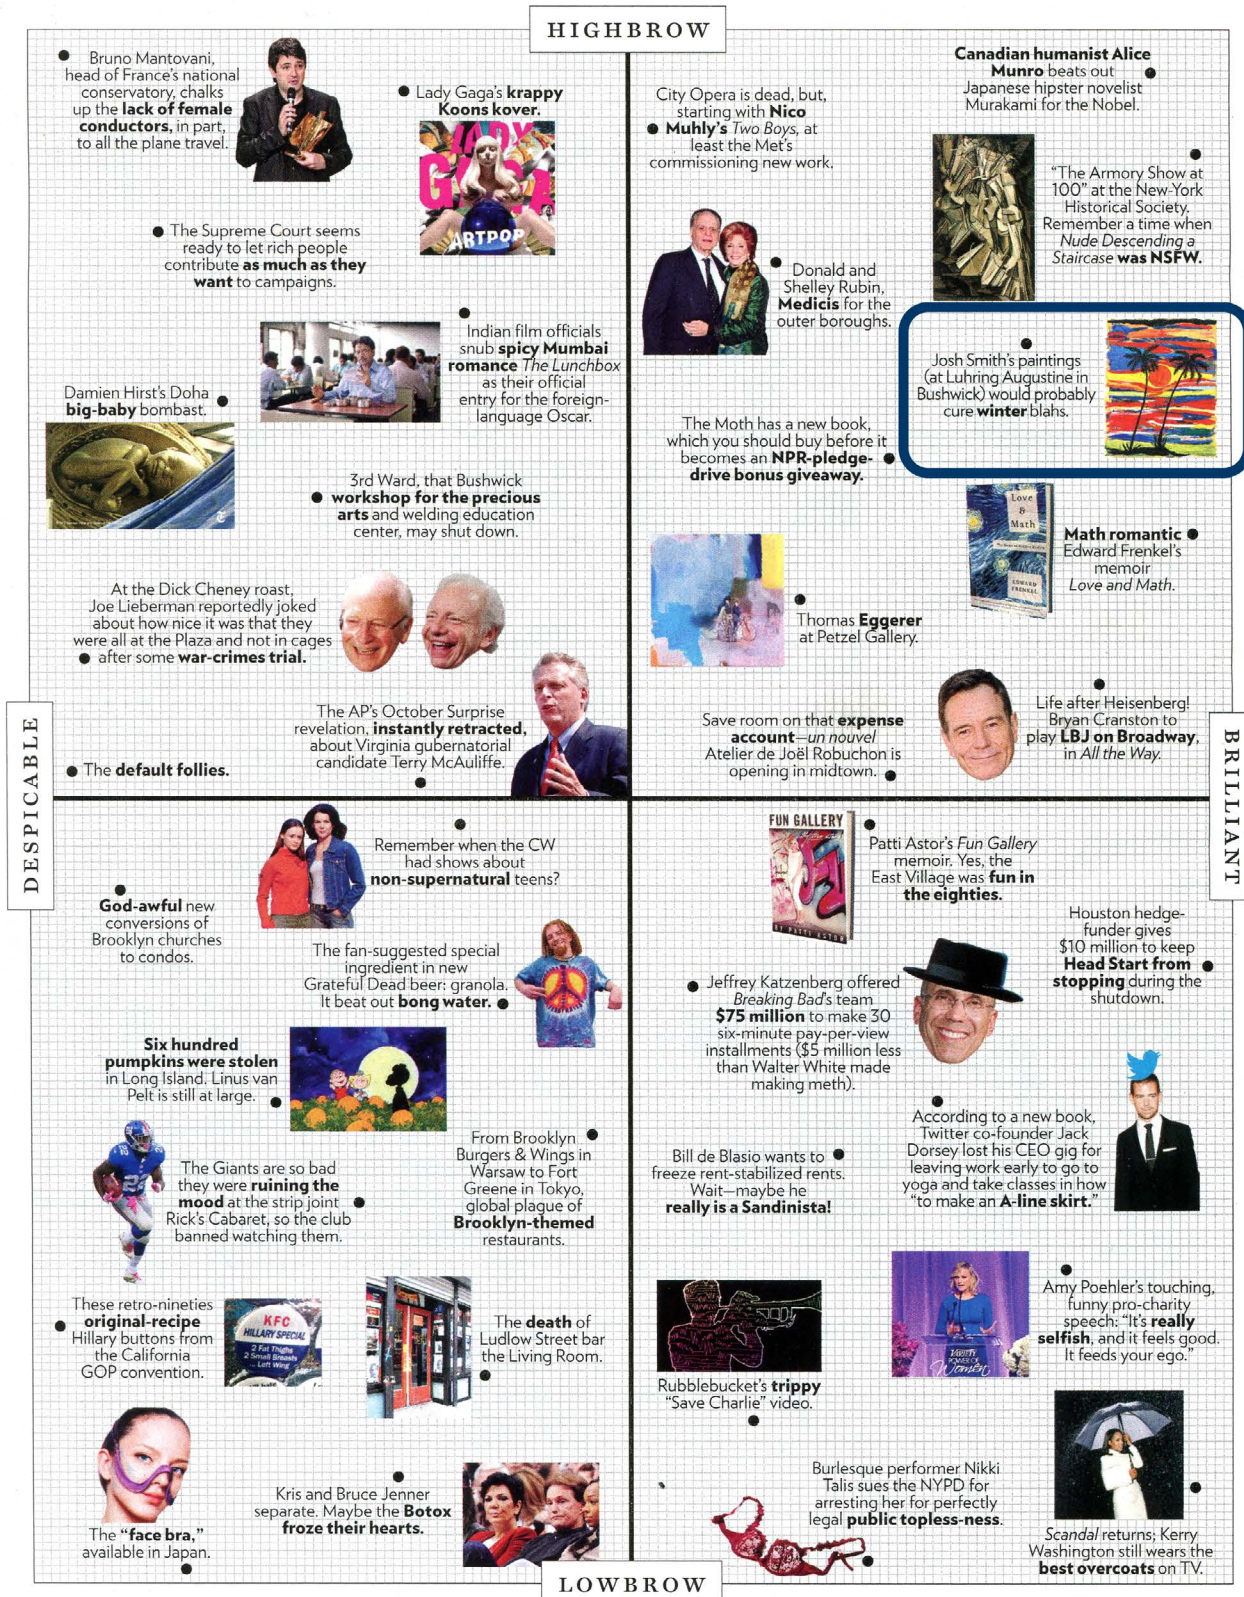 HIGHBROW
Bruno Mantovani,
head of France's national
conservatory, chalks
up the lack of female
conductors, in part,
to all the plane travel.
Lady Gaga's krappy
Koons kover.
LADY
GAGA
ARTPOP
The Supreme Court seems
ready to let rich people
contribute as much as they
want to campaigns.
Indian film officials
snub spicy Mumbai
romance The Lunchbox
as their official
entry for the foreign-
language Oscar.
Damien Hirst's Doha
big-baby bombast.
3rd Ward, that Bushwick
workshop for the precious
arts and welding education
center, may shut down.
At the Dick Cheney roast,
Joe Lieberman reportedly joked
about how nice it was that they
were all at the Plaza and not in cages
after some war-crimes trial.
The AP's October Surprise
revelation, instantly retracted,
about Virginia gubernatorial
candidate Terry McAuliffe.
The default follies.
City Opera is dead, but,
starting with Nico
Muhly's Two Boys, at
least the Met's
commissioning new work.
Canadian humanist Alice
Munro beats out
Japanese hipster novelist
Murakami for the Nobel.
"The Armory Show at
100" at the New-York
Historical Society.
Remember a time when
Nude Descending a
Staircase was NSFW.
Donald and
Shelley Rubin,
Medicis for the
outer boroughs.
Josh Smith's paintings
(at Luhring Augustine in
Bushwick) would probably
cure winter blahs.
The Moth has a new book,
which you should buy before it
becomes an NPR-pledge-
drive bonus giveaway.
Love
&
Math
EDWARD
FRENKEL
Math romantic
Edward Frenkel's
memoir
Love and Math.
Thomas Eggerer
at Petzel Gallery.
Save room on that expense
account—un nouvel
Atelier de Joël Robuchon is
opening in midtown.
Life after Heisenberg!
Bryan Cranston to
play LBJ on Broadway,
in All the Way.
DESPICABLE
BRILLIANT
Remember when the CW
had shows about
non-supernatural teens?
God-awful new
conversions of
Brooklyn churches
to condos.
The fan-suggested special
ingredient in new
Grateful Dead beer: granola.
It beat out bong water.
Six hundred
pumpkins were stolen
in Long Island. Linus van
Pelt is still at large.
22
The Giants are so bad
they were ruining the
mood at the strip joint
Rick's Cabaret, so the club
banned watching them.
From Brooklyn
Burgers & Wings in
Warsaw to Fort
Greene in Tokyo,
global plague of
Brooklyn-themed
restaurants.
These retro-nineties
original-recipe
Hillary buttons from
the California
GOP convention.
KFC
HILLARY SPECIAL
2 Fat Thighs
2 Small Breasts
... Left Wing
The death of
Ludlow Street bar
the Living Room.
The "face bra,"
available in Japan.
Kris and Bruce Jenner
separate. Maybe the Botox
froze their hearts.
FUN GALLERY
BY PATTI ASTOR
Patti Astor's Fun Gallery
memoir. Yes, the
East Village was fun in
the eighties.
Houston hedge-
funder gives
$10 million to keep
Head Start from
stopping during the
shutdown.
Jeffrey Katzenberg offered
Breaking Bad's team
$75 million to make 30
six-minute pay-per-view
installments ($5 million less
than Walter White made
making meth).
According to a new book,
Twitter co-founder Jack
Dorsey lost his CEO gig for
leaving work early to go to
yoga and take classes in how
"to make an A-line skirt."
Bill de Blasio wants to
freeze rent-stabilized rents.
Wait—maybe he
really is a Sandinista!
VARIETY
POWER OF
Women
Amy Poehler's touching,
funny pro-charity
speech: "It's really
selfish, and it feels good.
It feeds your ego."
Rubblebucket's trippy
"Save Charlie" video.
Burlesque performer Nikki
Talis sues the NYPD for
arresting her for perfectly
legal public topless-ness.
Scandal returns; Kerry
Washington still wears the
best overcoats on TV.
LOWBROW